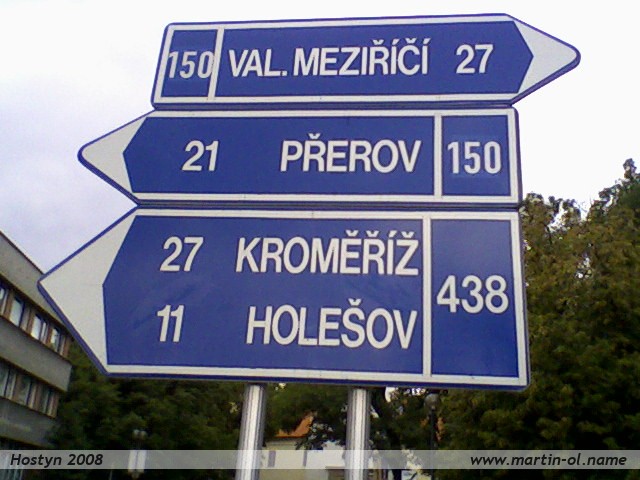 150 VAL. MEZIŘÍČÍ 27
21 PŘEROV 150
27 KROMĚŘÍŽ 438
11 HOLEŠOV
Hostyn 2008 www.martin-ol.name